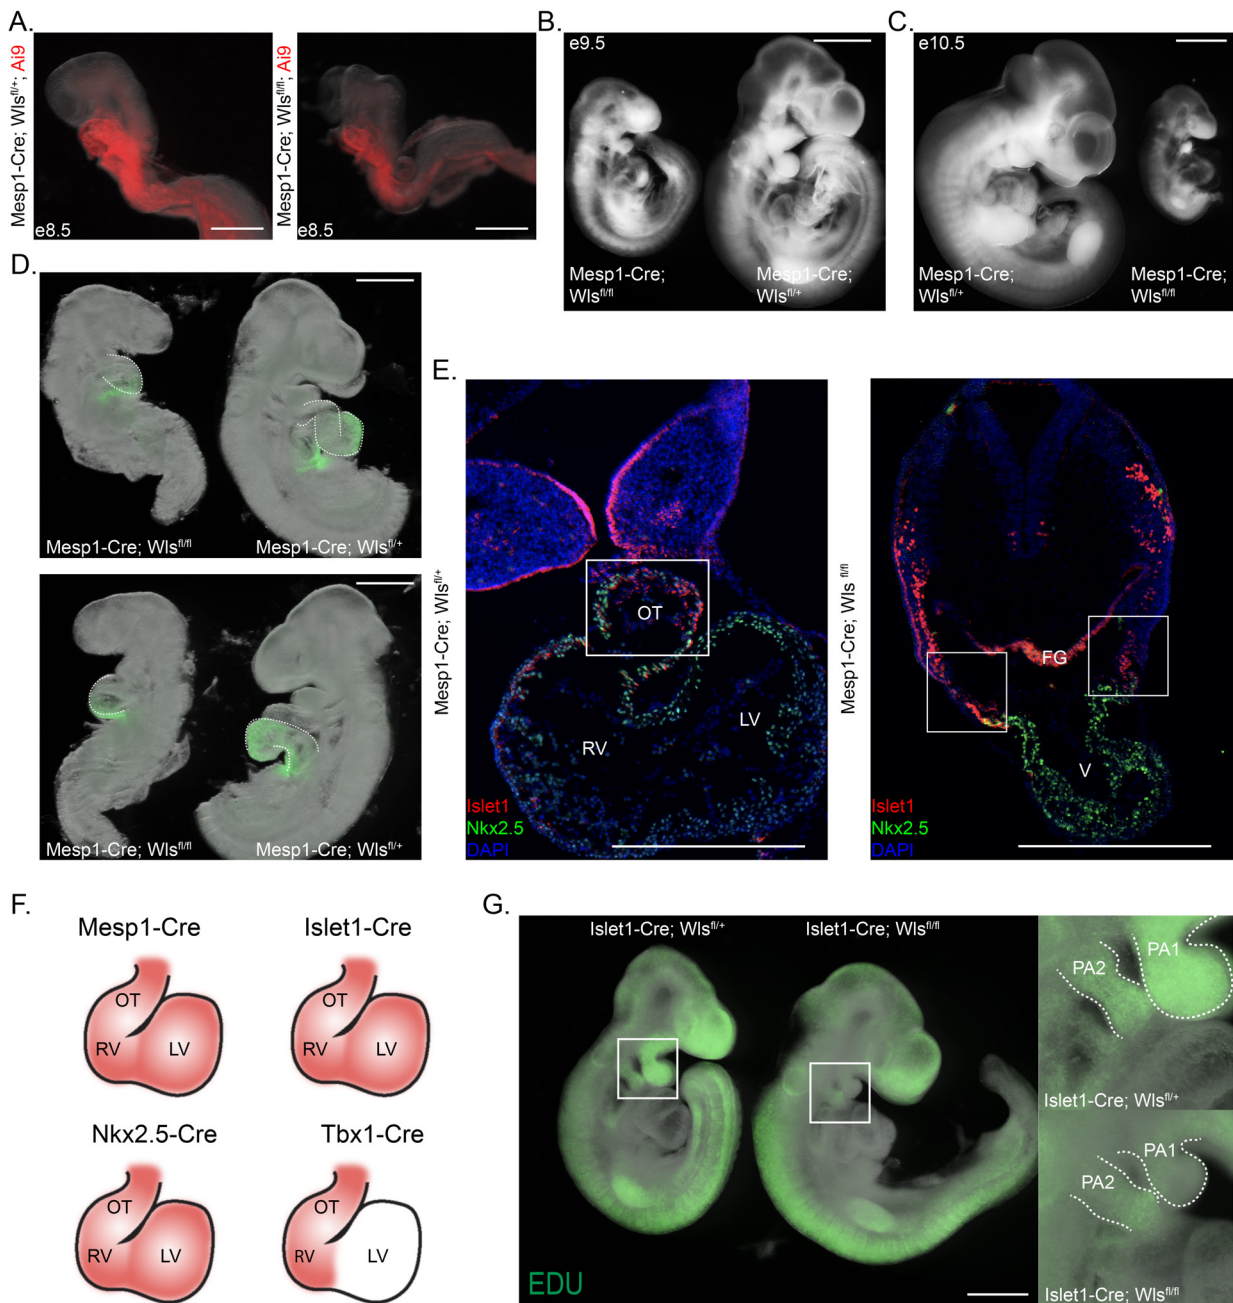 A.
Mesp1-Cre; Wls^fl/+; Ai9
e8.5
Mesp1-Cre; Wls^fl/fl; Ai9
e8.5
B.
e9.5
Mesp1-Cre;
Wls^fl/fl
Mesp1-Cre;
Wls^fl/+
C.
e10.5
Mesp1-Cre;
Wls^fl/+
Mesp1-Cre;
Wls^fl/fl
D.
Mesp1-Cre; Wls^fl/fl
Mesp1-Cre; Wls^fl/+
Mesp1-Cre; Wls^fl/fl
Mesp1-Cre; Wls^fl/+
E.
Mesp1-Cre; Wls^fl/+
OT
RV
LV
Islet1
Nkx2.5
DAPI
Mesp1-Cre; Wls^fl/fl
FG
V
Islet1
Nkx2.5
DAPI
F.
Mesp1-Cre
OT
RV
LV
Islet1-Cre
OT
RV
LV
Nkx2.5-Cre
OT
RV
LV
Tbx1-Cre
OT
RV
LV
G.
Islet1-Cre; Wls^fl/+
Islet1-Cre; Wls^fl/fl
EDU
PA1
PA2
Islet1-Cre; Wls^fl/+
PA1
PA2
Islet1-Cre; Wls^fl/fl